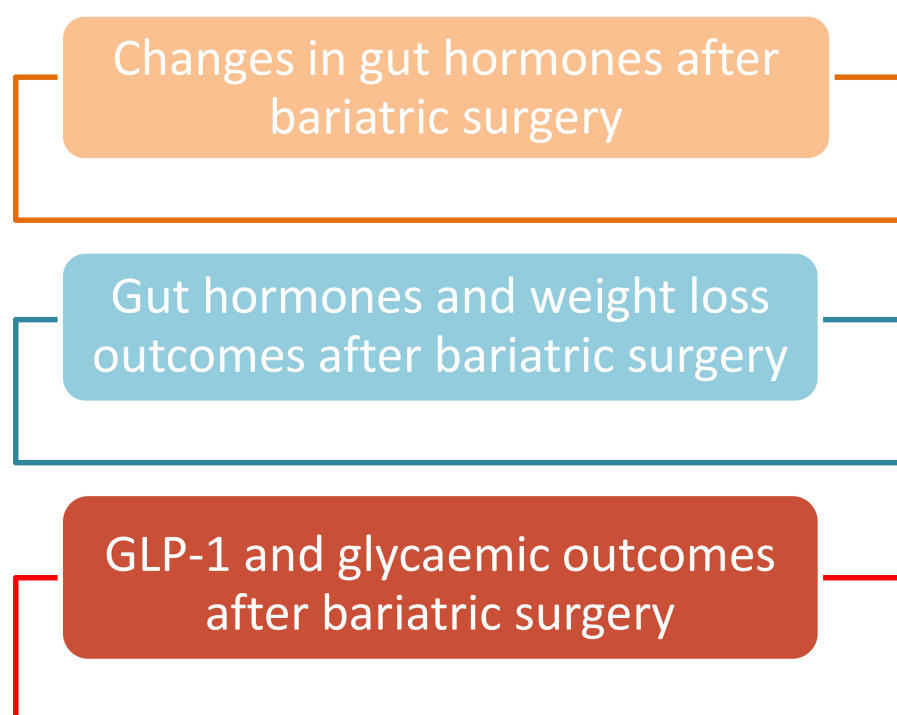 Changes in gut hormones after
bariatric surgery
Gut hormones and weight loss
outcomes after bariatric surgery
GLP-1 and glycaemic outcomes
after bariatric surgery